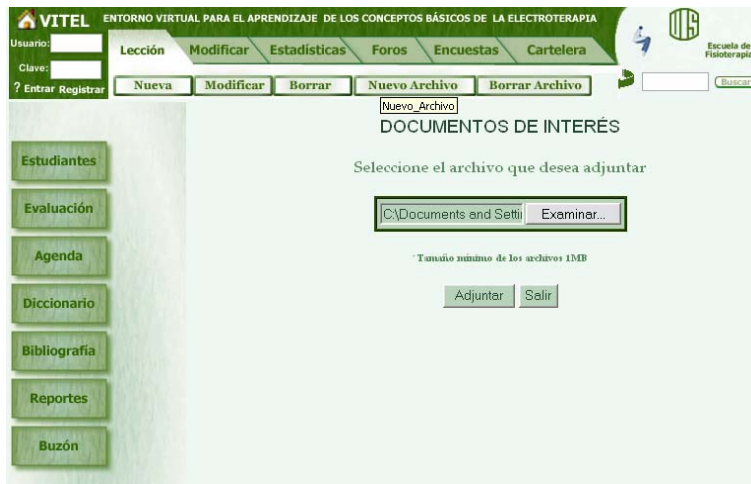 VITEL ENTORNO VIRTUAL PARA EL APRENDIZAJE DE LOS CONCEPTOS BÁSICOS DE LA ELECTROTERAPIA
Usuario:
Clave:
? Entrar Registrar
Lección Modificar Estadísticas Foros Encuestas Cartelera
Escuela de
Fisioterapia
Nueva Modificar Borrar Nuevo Archivo Borrar Archivo
Buscar
Nuevo_Archivo
DOCUMENTOS DE INTERÉS
Seleccione el archivo que desea adjuntar
C:\Documents and Settin Examinar...
*Tamaño mínimo de los archivos 1MB
Adjuntar Salir
Estudiantes
Evaluación
Agenda
Diccionario
Bibliografía
Reportes
Buzón